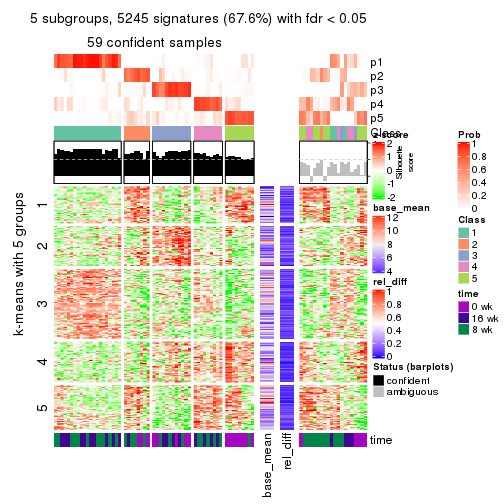 5 subgroups, 5245 signatures (67.6%) with fdr < 0.05
59 confident samples
p1
p2
p3
p4
p5
Class
Silhouette
score
k-means with 5 groups
1
2
3
4
5
time
base_mean
rel_diff
z-score
2
1
0
-1
-2
base_mean
12
10
8
6
4
rel_diff
1
0.8
0.6
0.4
0.2
0
Status (barplots)
confident
ambiguous
Prob
1
0.8
0.6
0.4
0.2
0
Class
1
2
3
4
5
time
0 wk
16 wk
8 wk